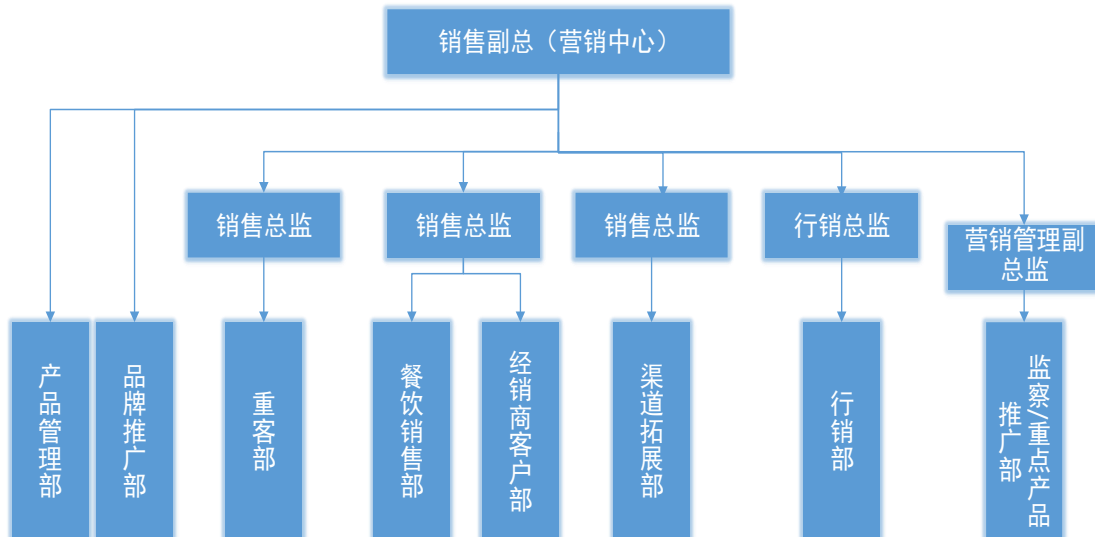 销售副总（营销中心）
销售总监
销售总监
销售总监
行销总监
营销管理副
总监
产品管理部
品牌推广部
重客部
餐饮销售部
经销商客户部
渠道拓展部
行销部
监察/重点产品
推广部